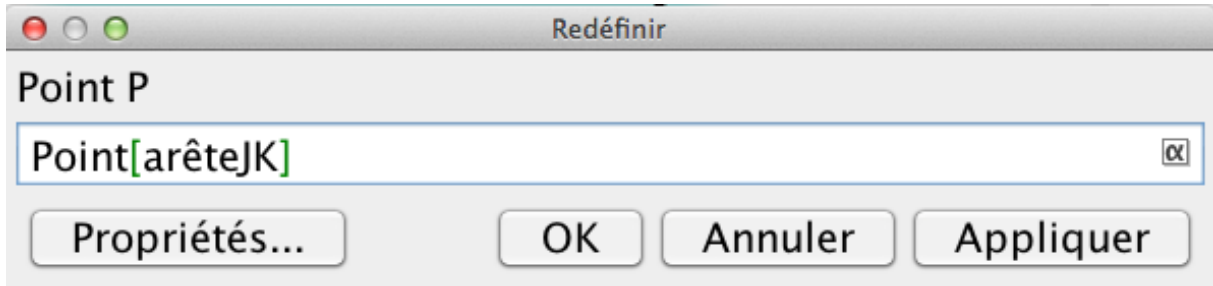 Redéfinir
Point P
Point[arêteJK]
α
Propriétés... OK Annuler Appliquer